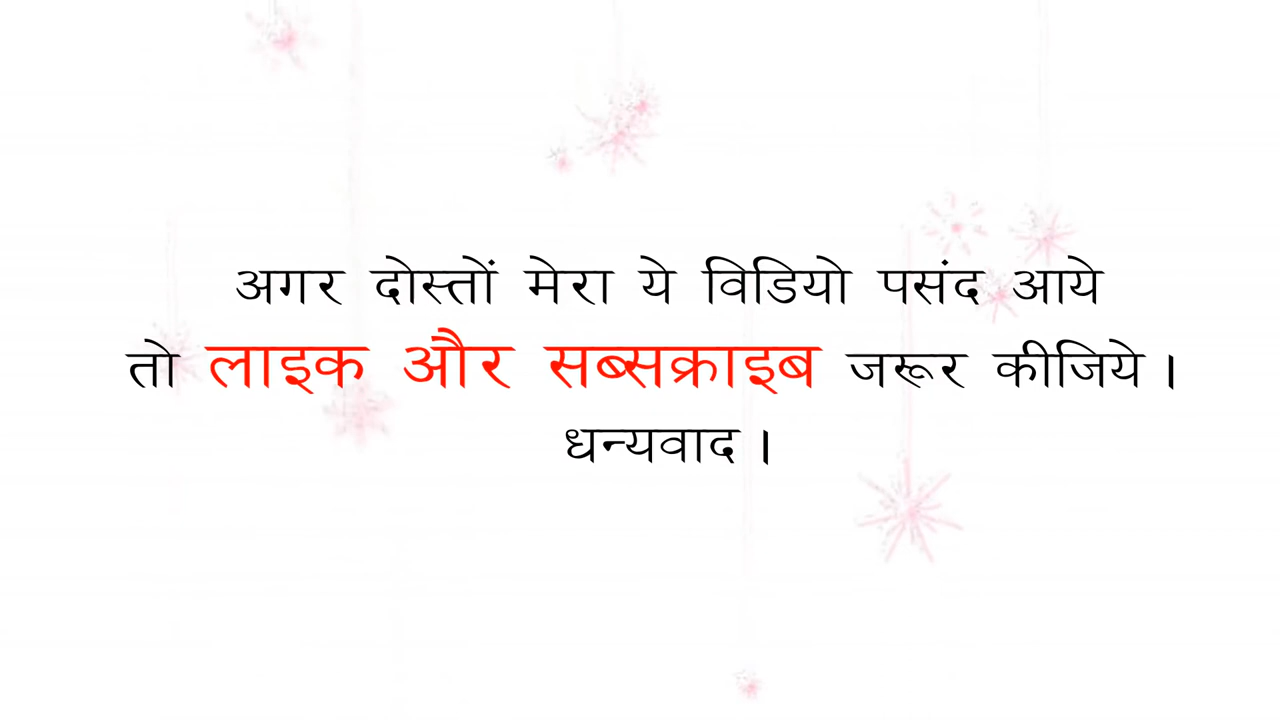 अगर दोस्तों मेरा ये विडियो पसंद आये
तो लाइक और सब्सक्राइब जरूर कीजिये ।
धन्यवाद ।